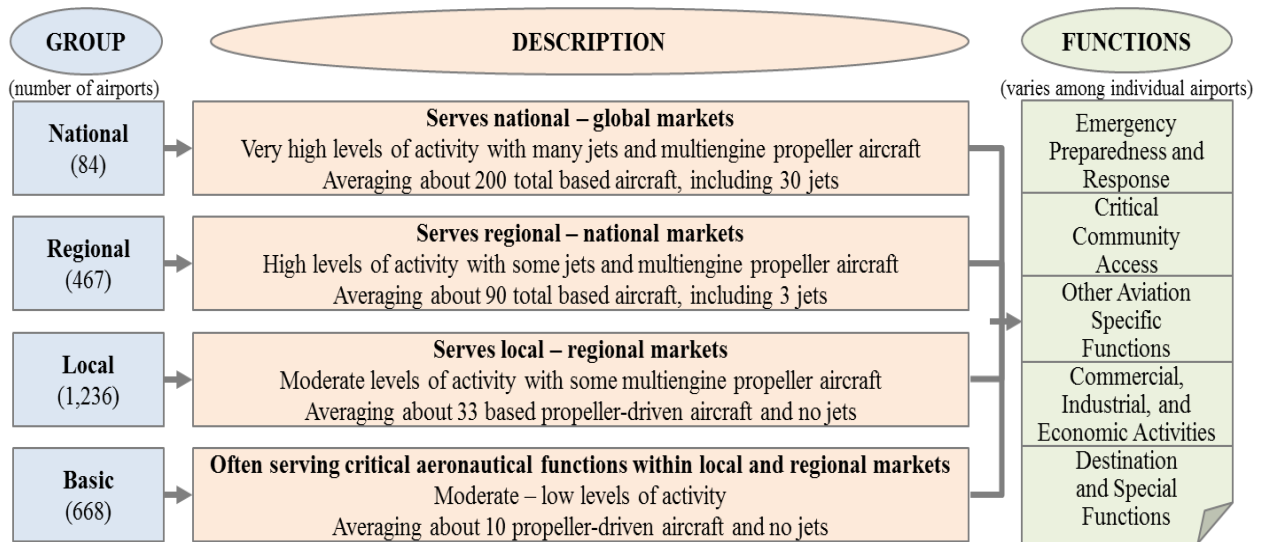 GROUP
DESCRIPTION
FUNCTIONS
(number of airports)
(varies among individual airports)
National
(84)
Serves national – global markets
Very high levels of activity with many jets and multiengine propeller aircraft
Averaging about 200 total based aircraft, including 30 jets
Regional
(467)
Serves regional – national markets
High levels of activity with some jets and multiengine propeller aircraft
Averaging about 90 total based aircraft, including 3 jets
Local
(1,236)
Serves local – regional markets
Moderate levels of activity with some multiengine propeller aircraft
Averaging about 33 based propeller-driven aircraft and no jets
Basic
(668)
Often serving critical aeronautical functions within local and regional markets
Moderate – low levels of activity
Averaging about 10 propeller-driven aircraft and no jets
Emergency
Preparedness and
Response
Critical
Community
Access
Other Aviation
Specific
Functions
Commercial,
Industrial, and
Economic Activities
Destination
and Special
Functions